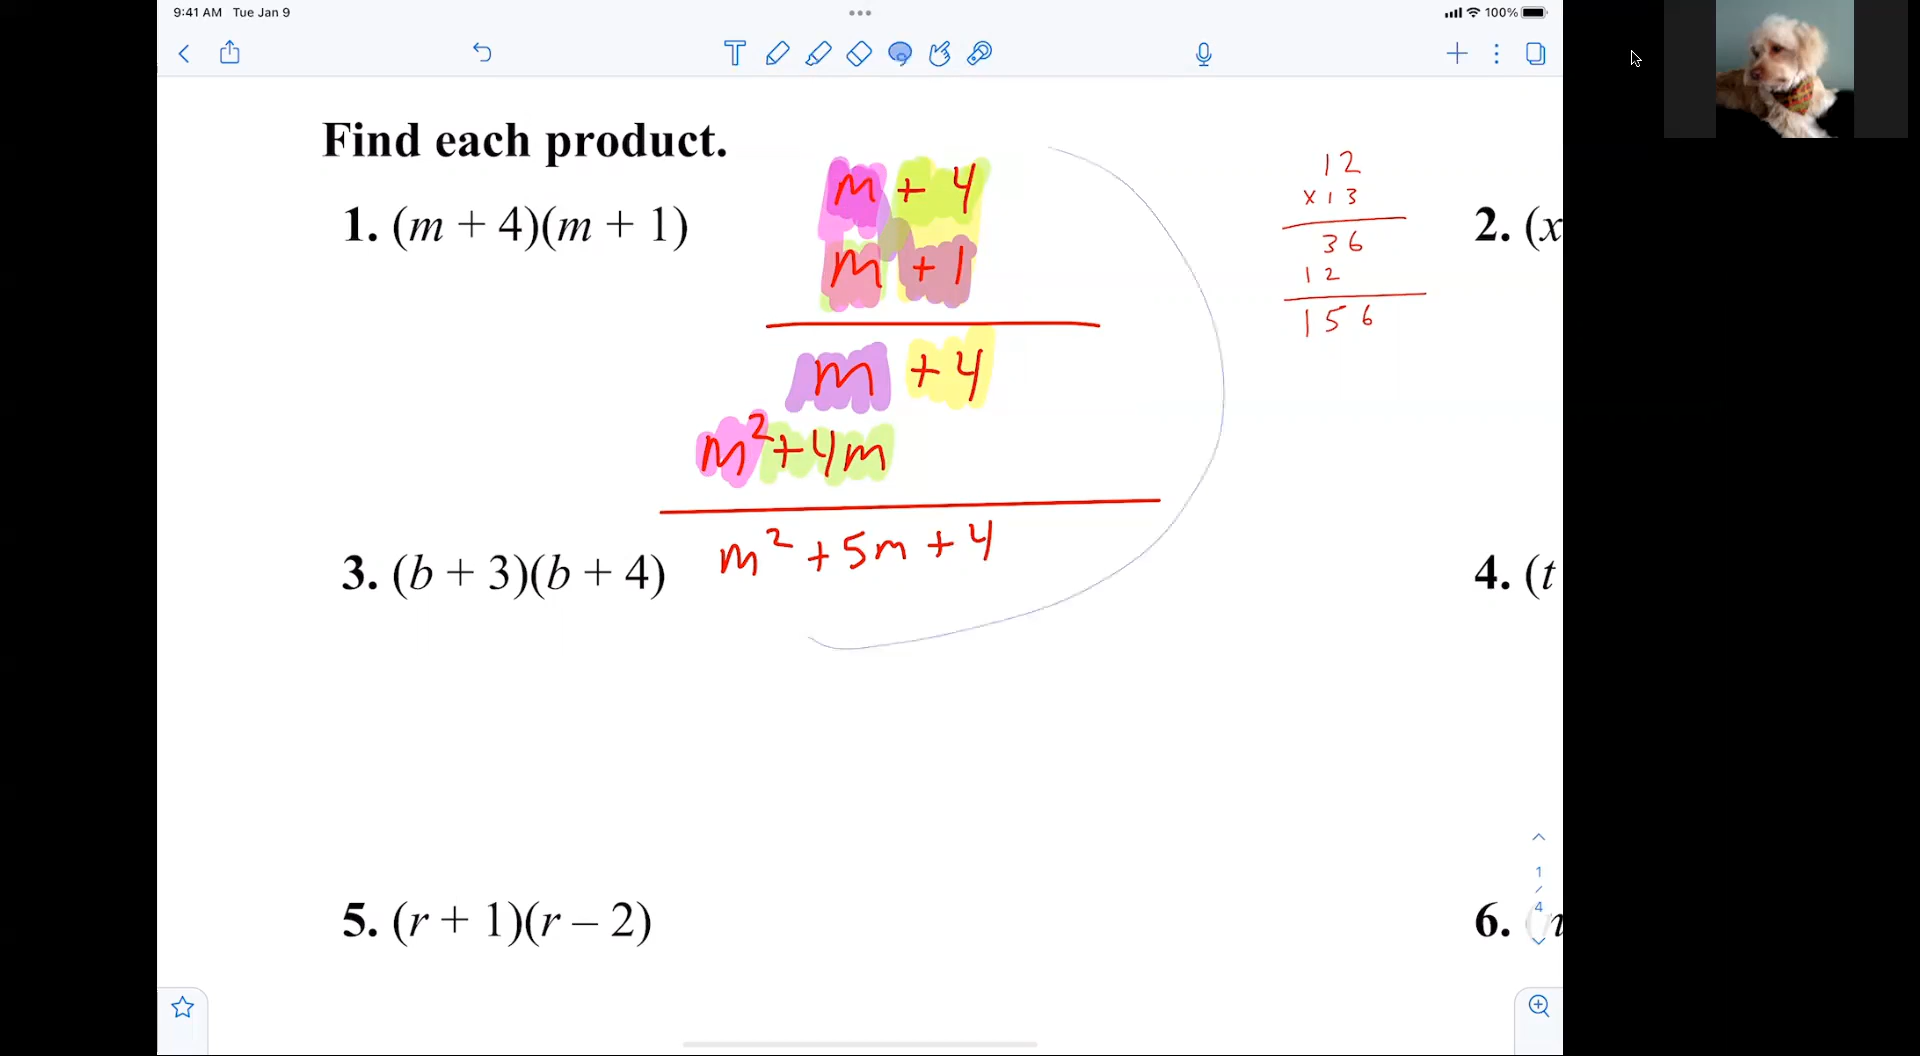 9:41 AM Tue Jan 9
100%
Find each product.
1. (m + 4)(m + 1)
m + 4
m + 1
m + 4
m² + 4m
m² + 5m + 4
12
x 13
36
12
156
2. (x
3. (b + 3)(b + 4)
4. (t
5. (r + 1)(r – 2)
6. (n
1
/
4